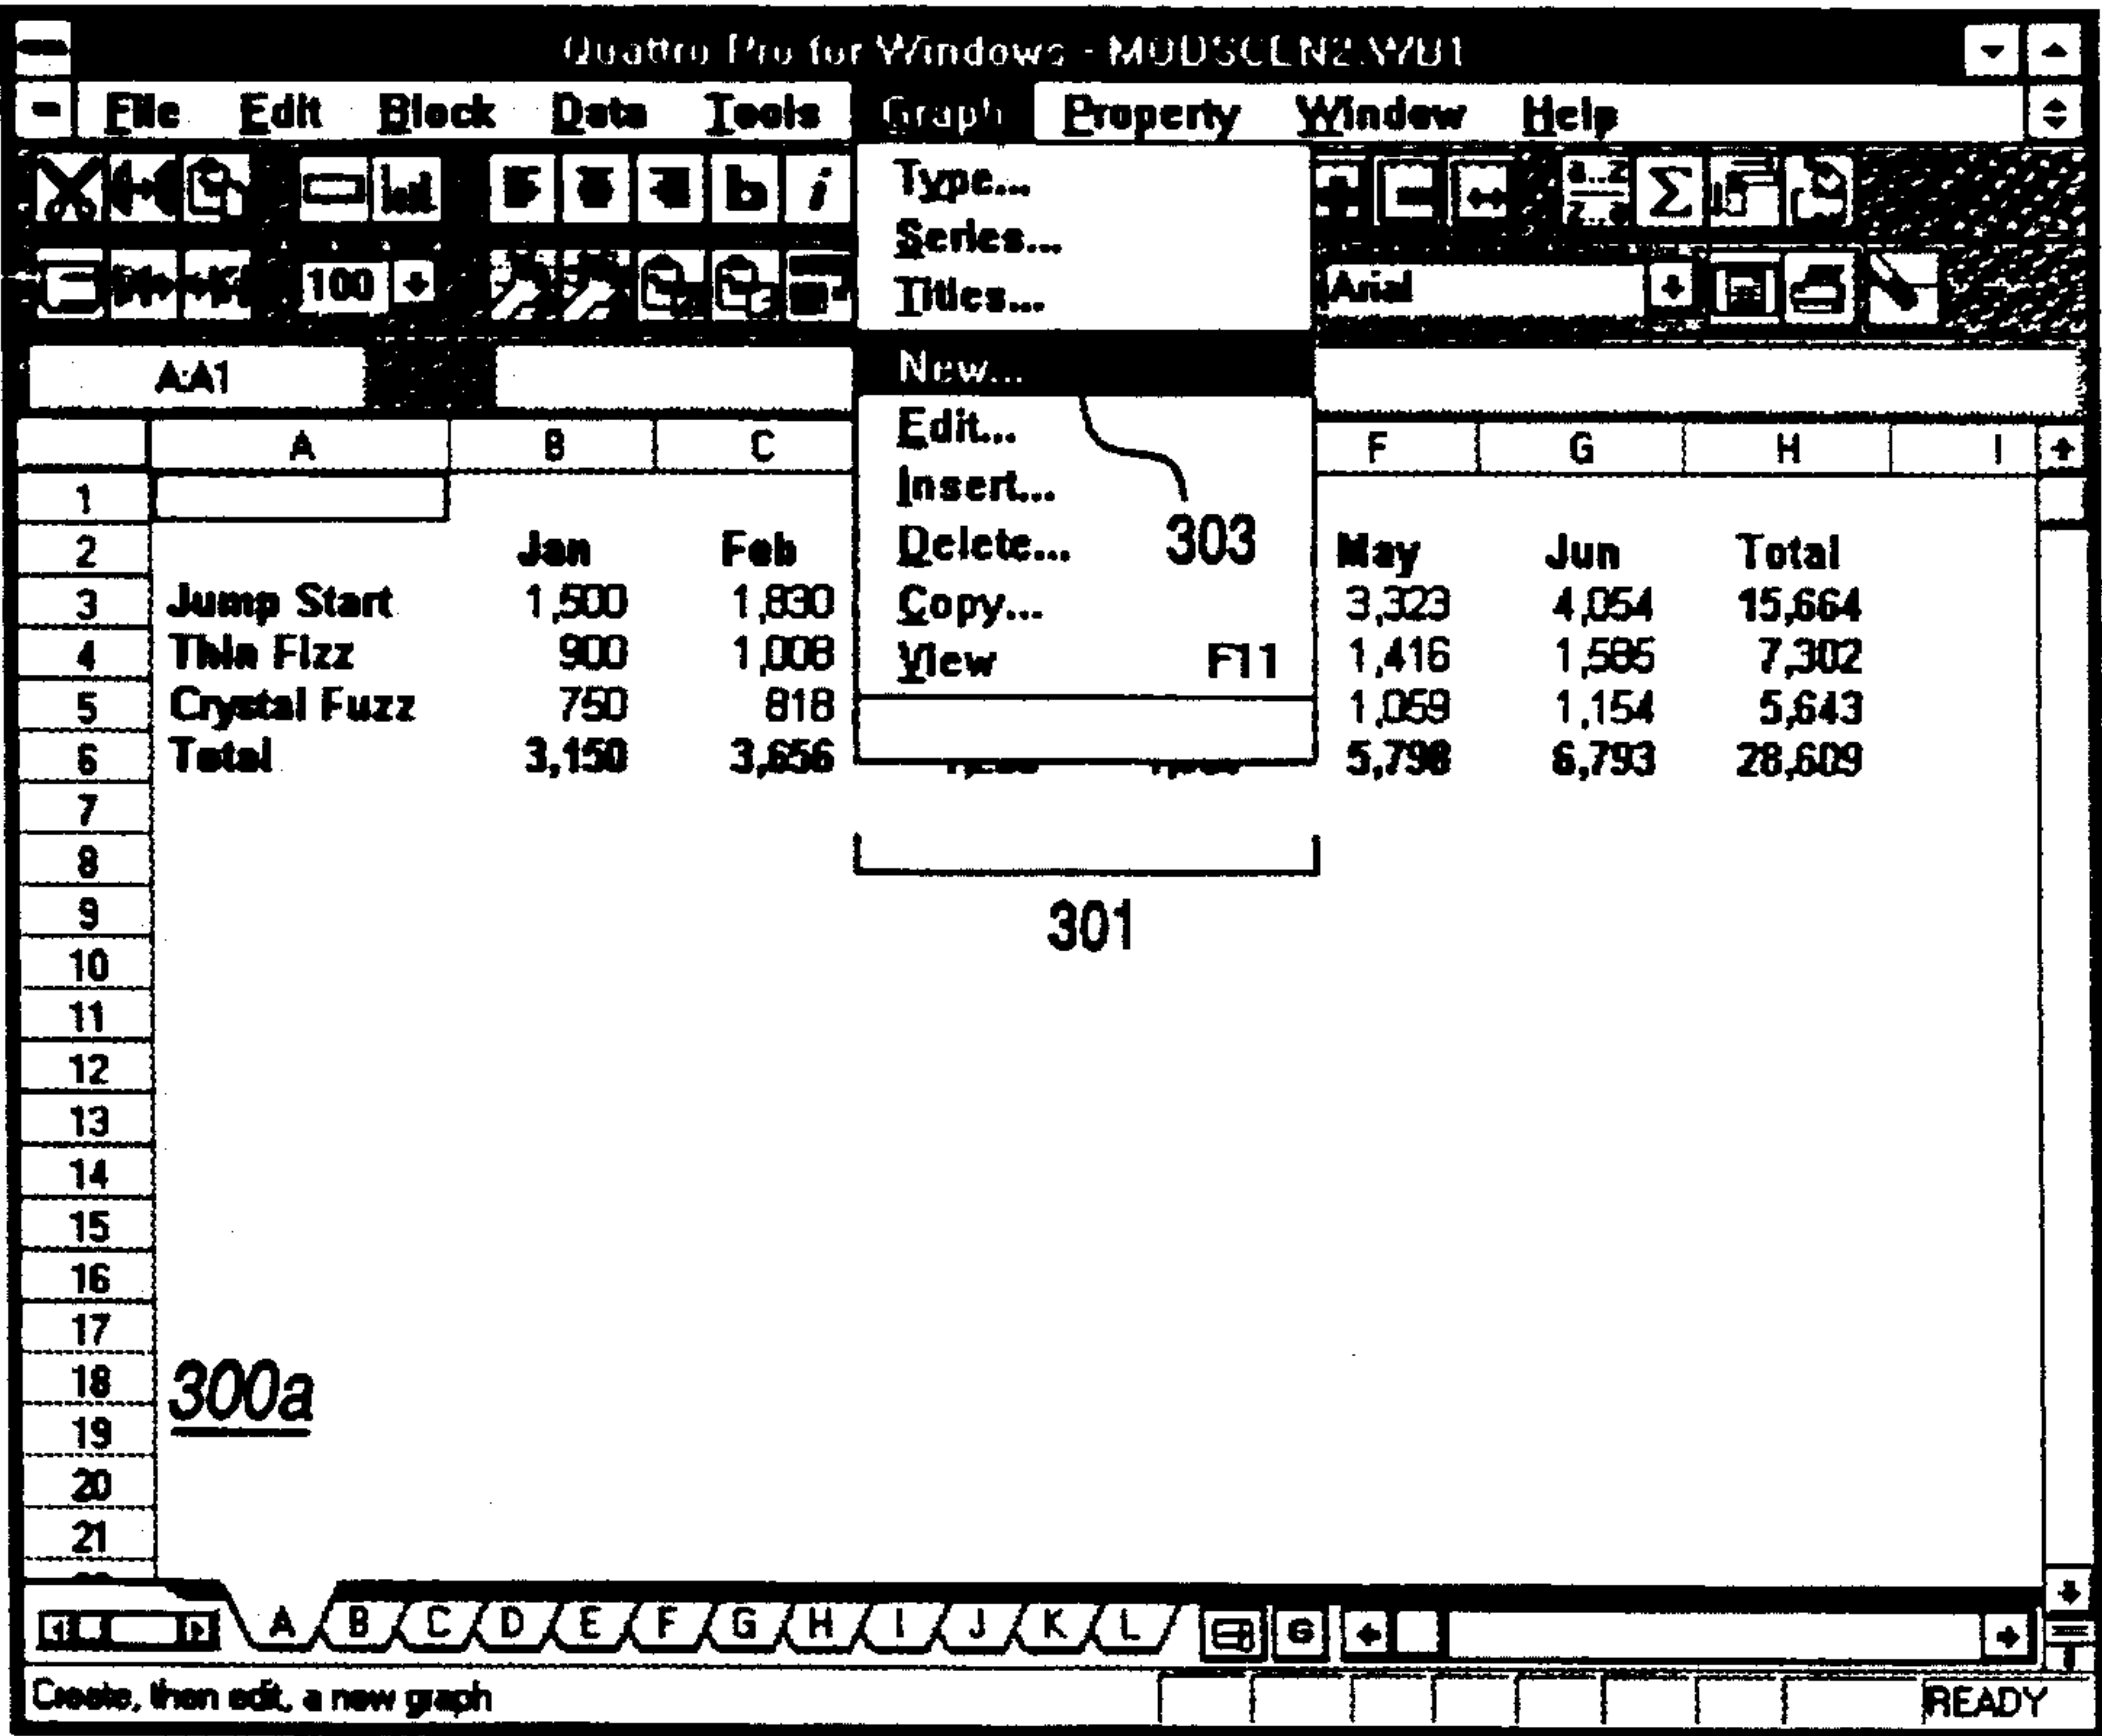 Quattro Pro for Windows - MODSCEN2.WB1
File Edit Block Data Tools Graph Property Window Help
Type...
b i a..z Σ
Series...
z..a
100 Titles... Arial
A:A1 New...
Edit...
A B C F G H I
1 Insert...
2 Jan Feb Delete... 303 May Jun Total
3 Jump Start 1,500 1,830 Copy... 3,323 4,054 15,664
4 Thin Fizz 900 1,008 View F11 1,416 1,585 7,302
5 Crystal Fuzz 750 818 1,059 1,154 5,643
6 Total 3,150 3,656 5,798 6,793 28,609
7
8
9 301
10
11
12
13
14
15
16
17
18 300a
19
20
21
A B C D E F G H I J K L G
Create, then edit, a new graph READY